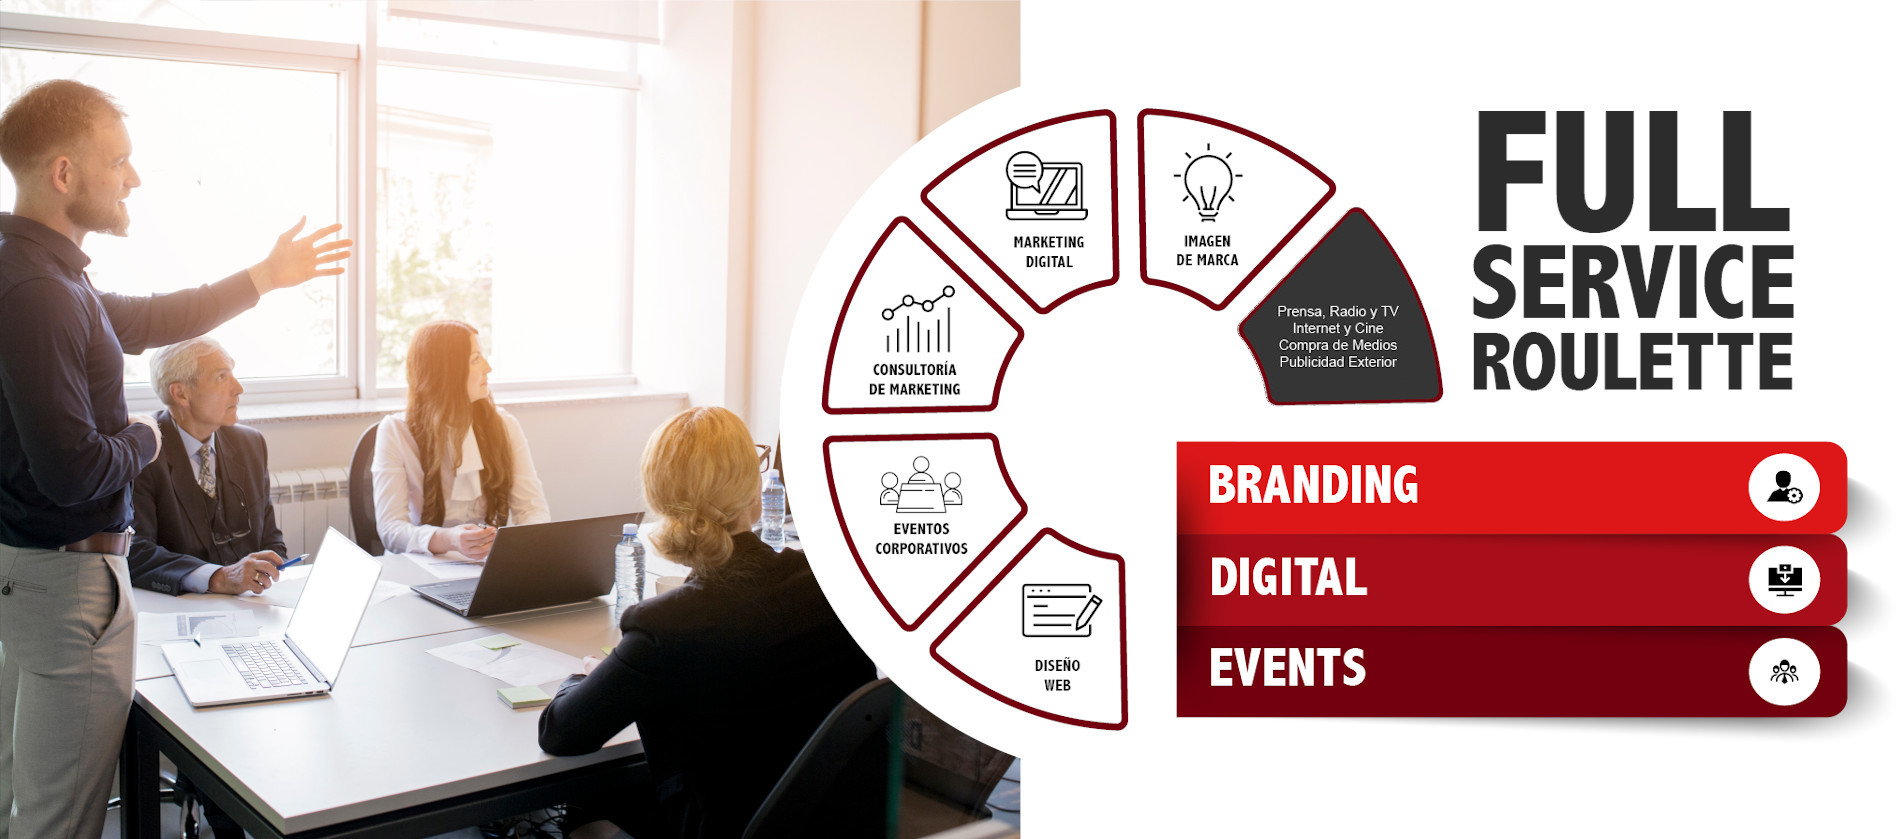 MARKETING
DIGITAL
IMAGEN
DE MARCA
CONSULTORÍA
DE MARKETING
Prensa, Radio y TV
Internet y Cine
Compra de Medios
Publicidad Exterior
EVENTOS
CORPORATIVOS
DISEÑO
WEB
FULL
SERVICE
ROULETTE
BRANDING
DIGITAL
EVENTS